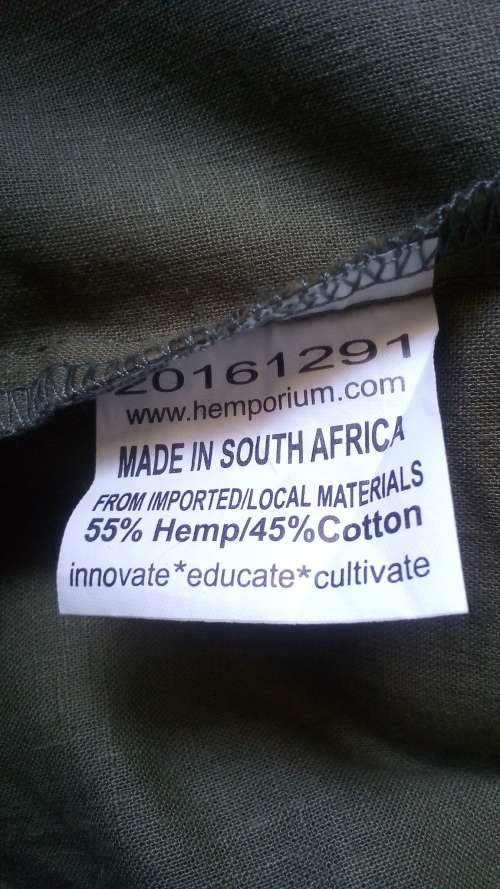 20161291
www.hemporium.com
MADE IN SOUTH AFRICA
FROM IMPORTED/LOCAL MATERIALS
55% Hemp/45%Cotton
innovate*educate*cultivate